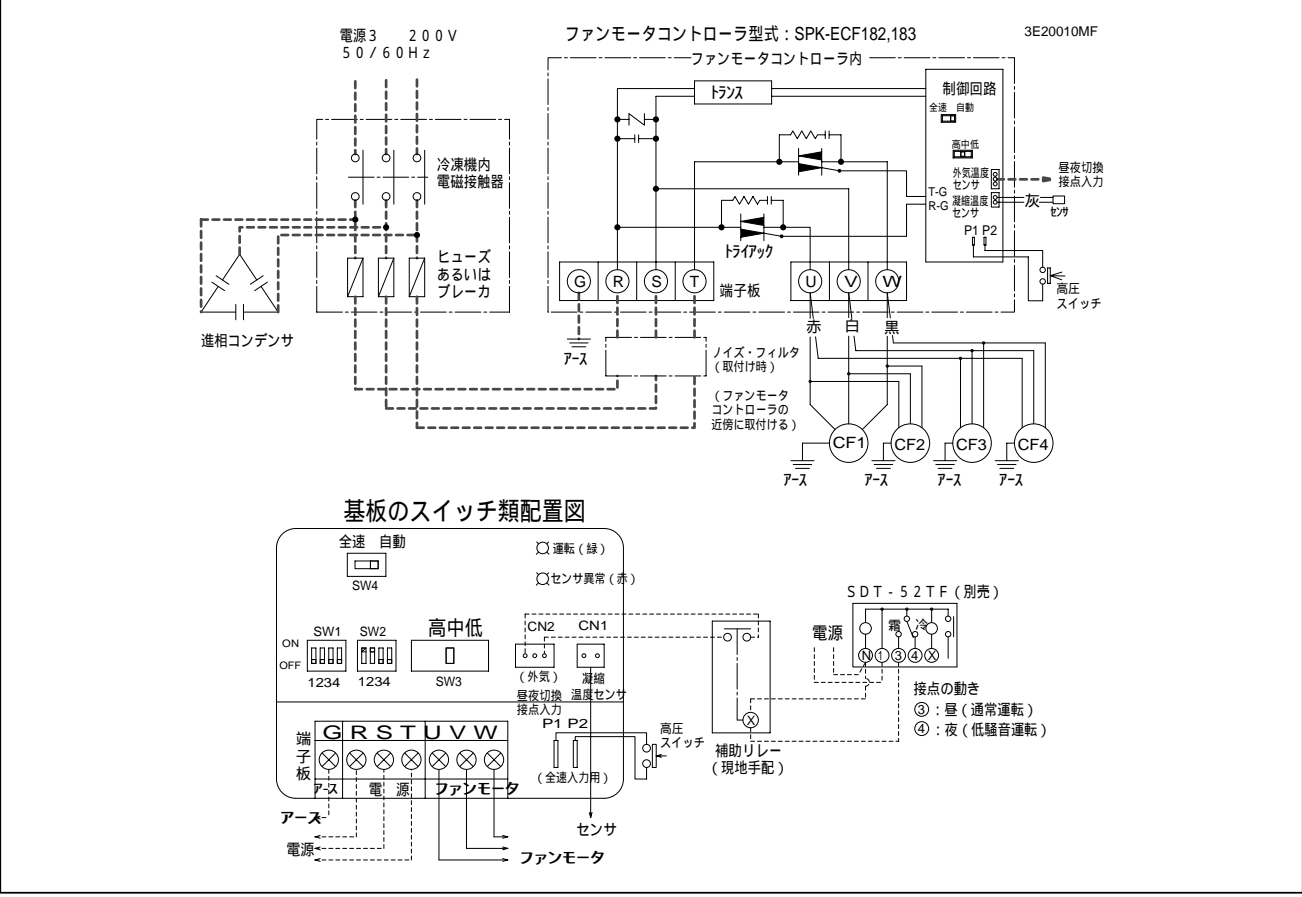 電源3　200V
50/60Hz
ファンモータコントローラ型式：SPK-ECF182,183
3E20010MF
ファンモータコントローラ内
トランス
制御回路
全速 自動
高中低
外気温度
センサ
昼夜切換
接点入力
T-G
R-G
凝縮温度
センサ
灰
センサ
P1 P2
高圧
スイッチ
冷凍機内
電磁接触器
トライアック
ヒューズ
あるいは
ブレーカ
G R S T
端子板
U V W
赤 白 黒
進相コンデンサ
アース
ノイズ・フィルタ
（取付け時）
（ファンモータ
コントローラの
近傍に取付ける）
CF1 CF2 CF3 CF4
アース アース アース アース
基板のスイッチ類配置図
全速 自動
SW4
運転（緑）
センサ異常（赤）
SW1 SW2
ON
OFF
1234 1234
高中低
SW3
CN2 CN1
（外気） 凝縮
昼夜切換 温度センサ
接点入力
P1 P2
（全速入力用）
高圧
スイッチ
端子板
G R S T U V W
アース 電源 ファンモータ
アース
電源
ファンモータ
センサ
X
補助リレー
（現地手配）
SDT-52TF（別売）
電源
霜 冷
N ① ③ ④ X
接点の動き
③：昼（通常運転）
④：夜（低騒音運転）